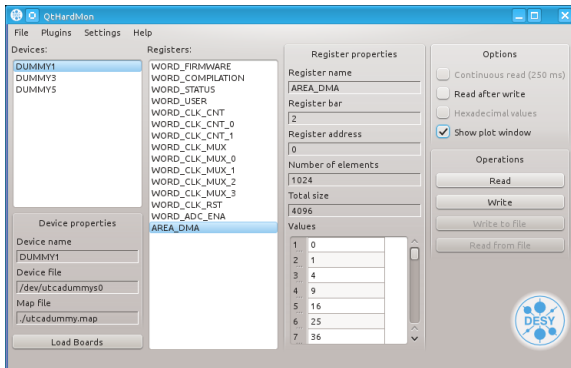 QtHardMon
File Plugins Settings Help
Devices:
DUMMY1
DUMMY3
DUMMY5
Device properties
Device name
DUMMY1
Device file
/dev/utcadummys0
Map file
./utcadummy.map
Load Boards
Registers:
WORD_FIRMWARE
WORD_COMPILATION
WORD_STATUS
WORD_USER
WORD_CLK_CNT
WORD_CLK_CNT_0
WORD_CLK_CNT_1
WORD_CLK_MUX
WORD_CLK_MUX_0
WORD_CLK_MUX_1
WORD_CLK_MUX_2
WORD_CLK_MUX_3
WORD_CLK_RST
WORD_ADC_ENA
AREA_DMA
Register properties
Register name
AREA_DMA
Register bar
2
Register address
0
Number of elements
1024
Total size
4096
Values
1 0
2 1
3 4
4 9
5 16
6 25
7 36
Options
Continuous read (250 ms)
Read after write
Hexadecimal values
Show plot window
Operations
Read
Write
Write to file
Read from file
DESY